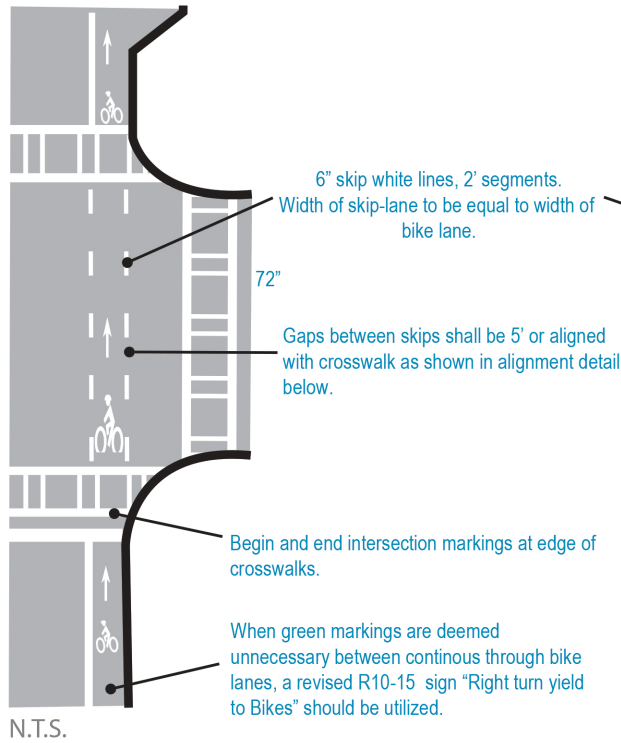 6” skip white lines, 2’ segments.
Width of skip-lane to be equal to width of
bike lane.
72”
Gaps between skips shall be 5’ or aligned
with crosswalk as shown in alignment detail
below.
Begin and end intersection markings at edge of
crosswalks.
When green markings are deemed
unnecessary between continous through bike
lanes, a revised R10-15 sign “Right turn yield
to Bikes” should be utilized.
N.T.S.